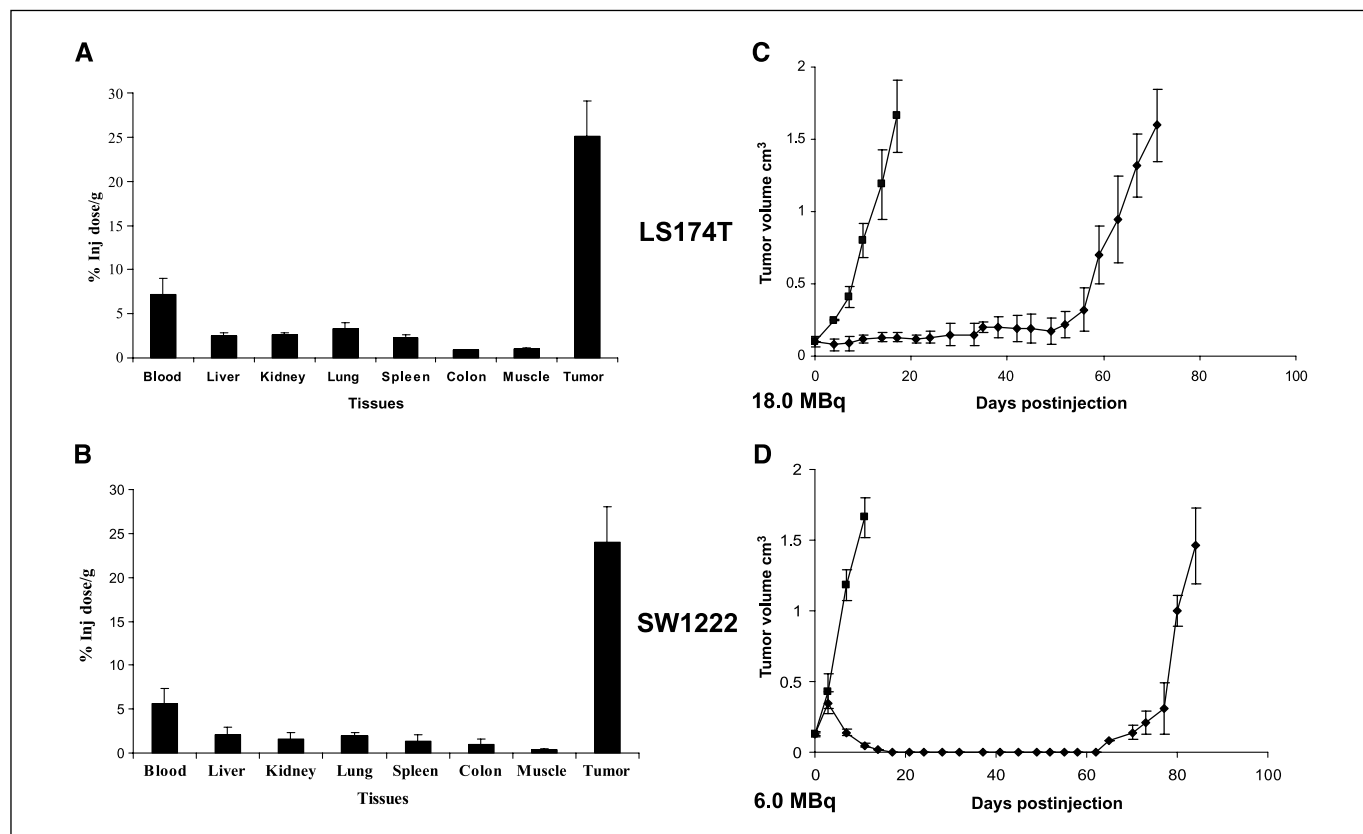 A
% Inj dose/g
30
25
20
15
10
5
0
Blood Liver Kidney Lung Spleen Colon Muscle Tumor
Tissues
LS174T
C
Tumor volume cm³
2
1.5
1
0.5
0
0 20 40 60 80 100
18.0 MBq
Days postinjection
B
% Inj dose/g
30
25
20
15
10
5
0
Blood Liver Kidney Lung Spleen Colon Muscle Tumor
Tissues
SW1222
D
Tumor volume cm³
2
1.5
1
0.5
0
0 20 40 60 80 100
6.0 MBq
Days postinjection